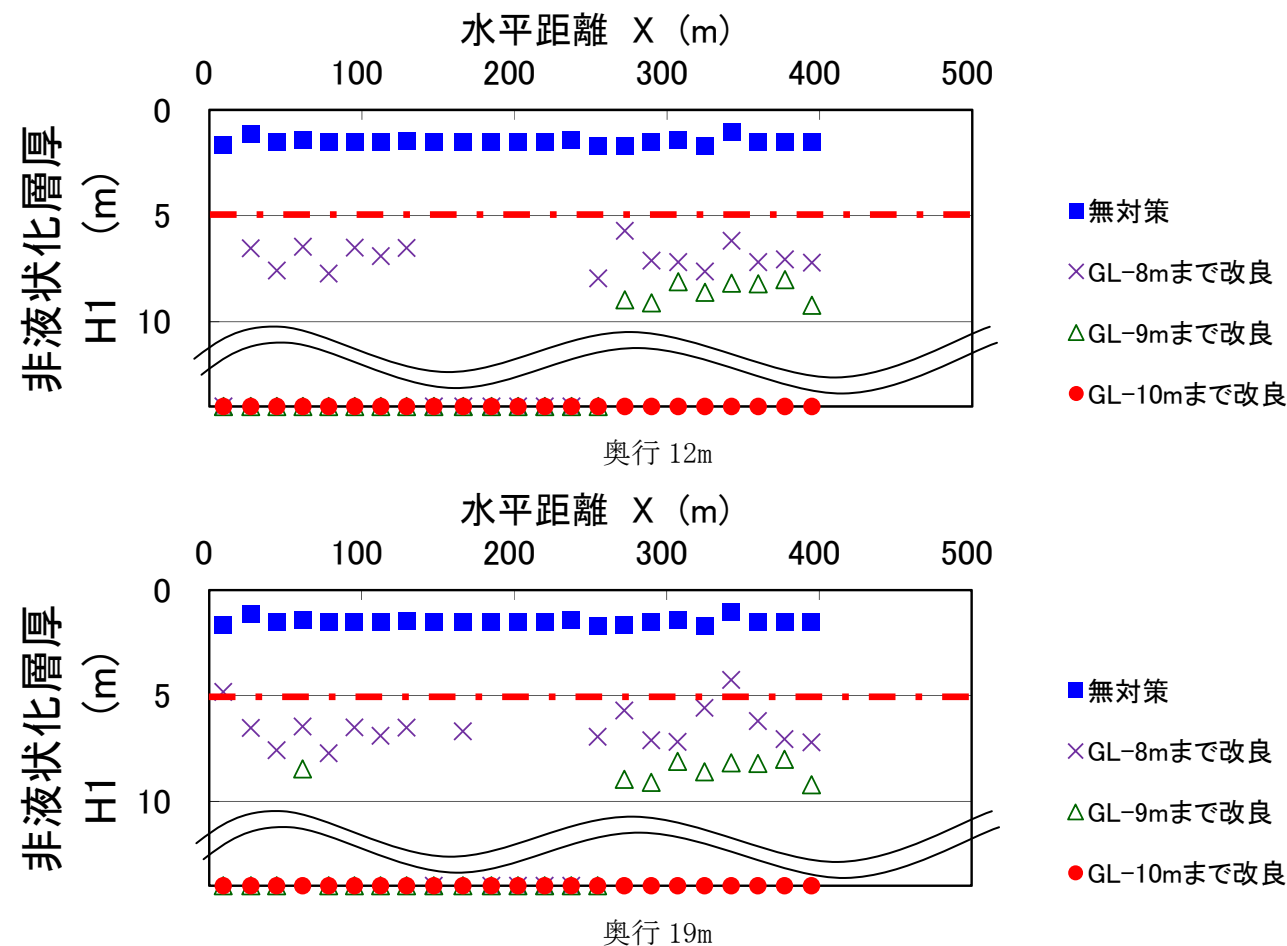 水平距離 X (m)
0 100 200 300 400 500
非液状化層厚
H1 (m)
0
5
10
■無対策
×GL-8mまで改良
△GL-9mまで改良
●GL-10mまで改良
奥行 12m
水平距離 X (m)
0 100 200 300 400 500
非液状化層厚
H1 (m)
0
5
10
■無対策
×GL-8mまで改良
△GL-9mまで改良
●GL-10mまで改良
奥行 19m